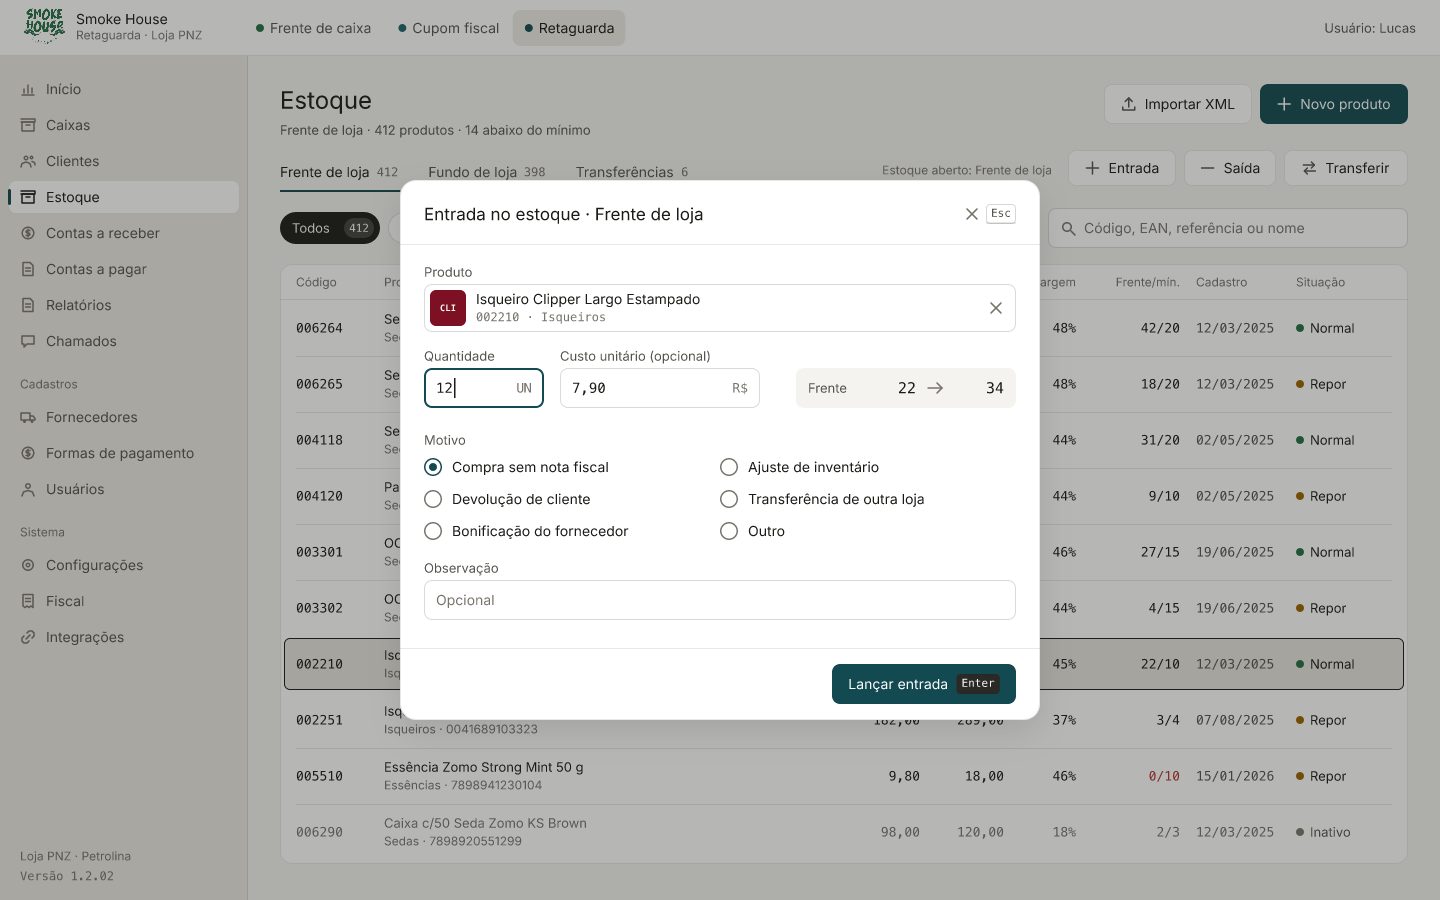 SMOKE
HOUSE
Smoke House
Retaguarda · Loja PNZ
Frente de caixa
Cupom fiscal
Retaguarda
Usuário: Lucas
Início
Caixas
Clientes
Estoque
Contas a receber
Contas a pagar
Relatórios
Chamados
Cadastros
Fornecedores
Formas de pagamento
Usuários
Sistema
Configurações
Fiscal
Integrações
Loja PNZ · Petrolina
Versão 1.2.02
Estoque
Frente de loja · 412 produtos · 14 abaixo do mínimo
Importar XML
Novo produto
Frente de loja 412
Fundo de loja 398
Transferências 6
Estoque aberto: Frente de loja
Entrada
Saída
Transferir
Todos 412
Código, EAN, referência ou nome
Entrada no estoque · Frente de loja
Esc
Produto
CLI
Isqueiro Clipper Largo Estampado
002210 · Isqueiros
Quantidade
12 UN
Custo unitário (opcional)
7,90 R$
Frente 22 → 34
Motivo
Compra sem nota fiscal
Ajuste de inventário
Devolução de cliente
Transferência de outra loja
Bonificação do fornecedor
Outro
Observação
Opcional
Lançar entrada Enter
Código Frente/mín. Cadastro Situação
006264 48% 42/20 12/03/2025 Normal
006265 48% 18/20 12/03/2025 Repor
004118 44% 31/20 02/05/2025 Normal
004120 44% 9/10 02/05/2025 Repor
003301 46% 27/15 19/06/2025 Normal
003302 44% 4/15 19/06/2025 Repor
002210 45% 22/10 12/03/2025 Normal
002251 182,00 289,00 37% 3/4 07/08/2025 Repor
Isqueiros · 0041689103323
005510 Essência Zomo Strong Mint 50 g 9,80 18,00 46% 0/10 15/01/2026 Repor
Essências · 7898941230104
006290 Caixa c/50 Seda Zomo KS Brown 98,00 120,00 18% 2/3 12/03/2025 Inativo
Sedas · 7898920551299